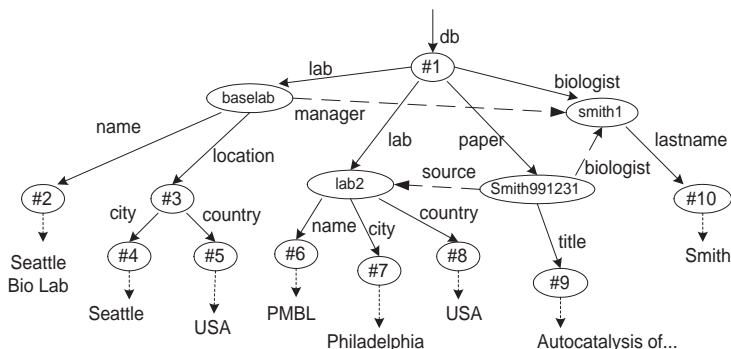 db
#1
lab
biologist
baselab
manager
smith1
name
lab
paper
lastname
location
source
biologist
#2
#3
lab2
Smith991231
#10
city
country
name
city
country
title
Seattle
Bio Lab
#4
#5
#6
#7
#8
#9
Smith
Seattle
USA
PMBL
Philadelphia
USA
Autocatalysis of...